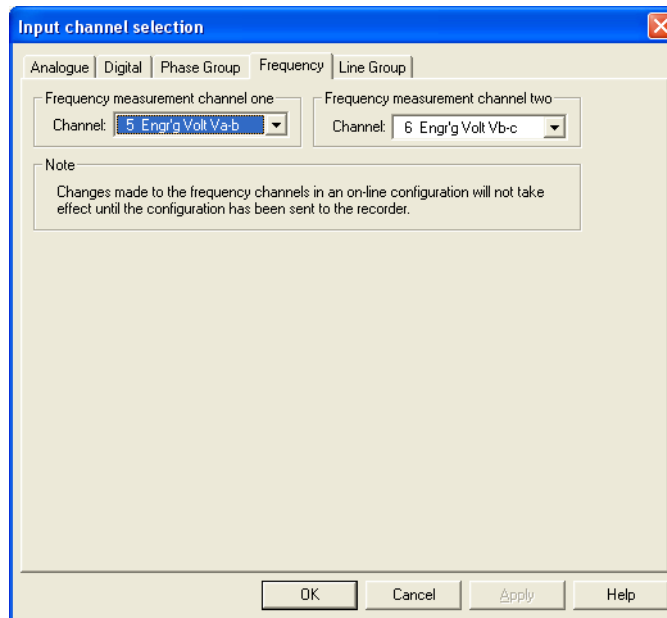 Input channel selection
Analogue Digital Phase Group Frequency Line Group
Frequency measurement channel one
Channel: 5 Engr'g Volt Va-b
Frequency measurement channel two
Channel: 6 Engr'g Volt Vb-c
Note
Changes made to the frequency channels in an on-line configuration will not take
effect until the configuration has been sent to the recorder.
OK Cancel Apply Help